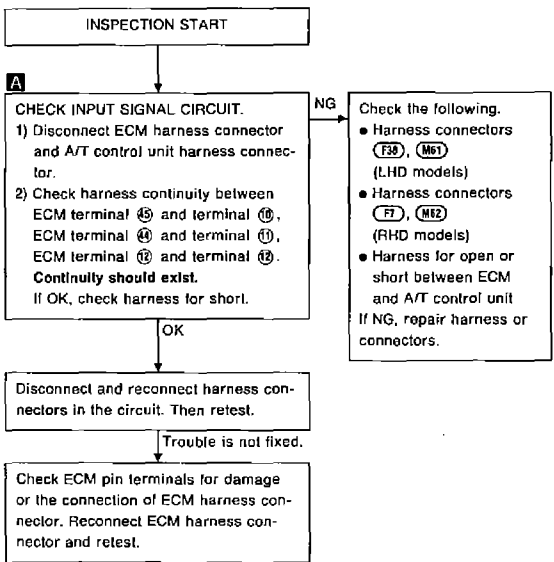 INSPECTION START
A
CHECK INPUT SIGNAL CIRCUIT.
1) Disconnect ECM harness connector
and A/T control unit harness connec-
tor.
2) Check harness continuity between
ECM terminal ㊺ and terminal ⑩,
ECM terminal ㊹ and terminal ⑪,
ECM terminal ⑫ and terminal ⑫.
Continuity should exist.
If OK, check harness for short.
NG
Check the following.
● Harness connectors
F38, M61
(LHD models)
● Harness connectors
F7, M62
(RHD models)
● Harness for open or
short between ECM
and A/T control unit
If NG, repair harness or
connectors.
OK
Disconnect and reconnect harness con-
nectors in the circuit. Then retest.
Trouble is not fixed.
Check ECM pin terminals for damage
or the connection of ECM harness con-
nector. Reconnect ECM harness con-
nector and retest.